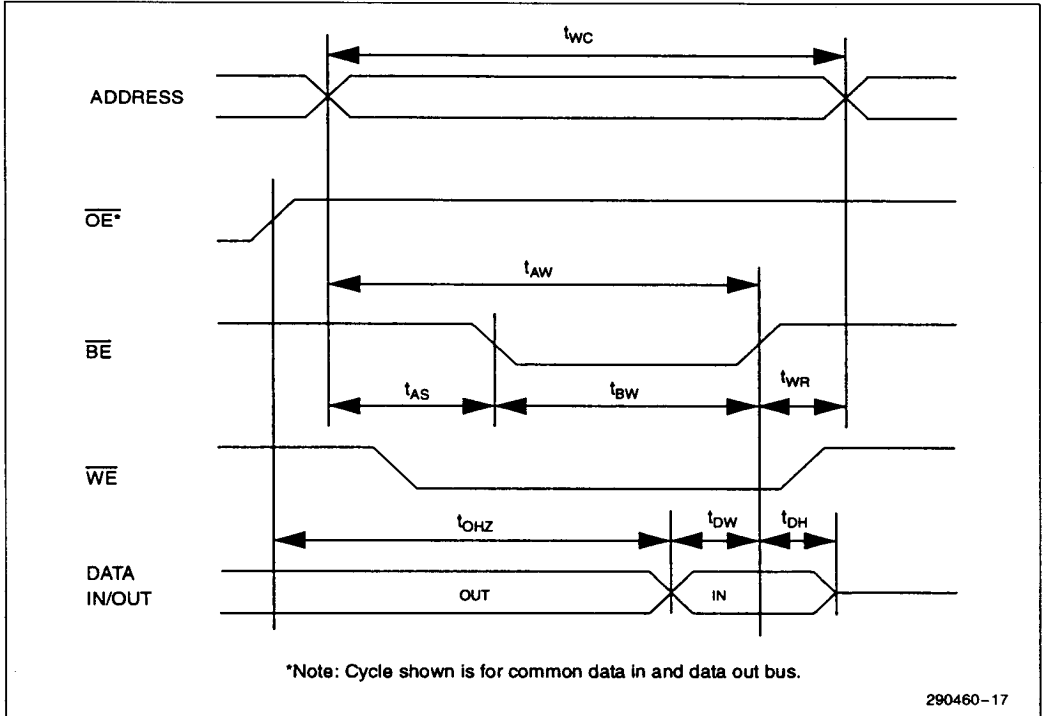 tWC
ADDRESS
OE*
tAW
BE
tAS
tBW
tWR
WE
tOHZ
tDW
tDH
DATA
IN/OUT
OUT
IN
*Note: Cycle shown is for common data in and data out bus.
290460-17